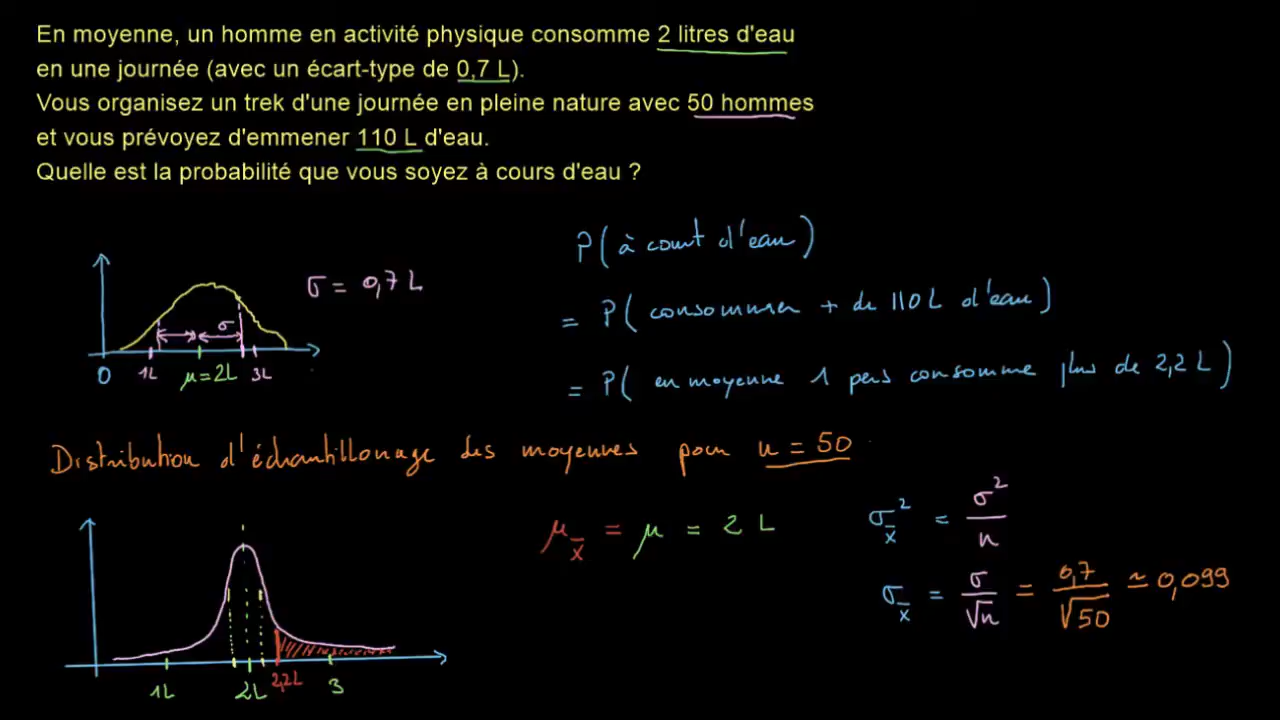 En moyenne, un homme en activité physique consomme 2 litres d'eau
en une journée (avec un écart-type de 0,7 L).
Vous organisez un trek d'une journée en pleine nature avec 50 hommes
et vous prévoyez d'emmener 110 L d'eau.
Quelle est la probabilité que vous soyez à cours d'eau ?
P( à court d'eau )
σ = 0,7 L
= P( consommer + de 110 L d'eau )
σ
0 1L μ = 2L 3L
= P( en moyenne 1 pers consomme plus de 2,2 L )
Distribution d'échantillonage des moyennes pour n = 50
μx̄ = μ = 2 L
σx̄² = σ²/n
σx̄ = σ/√n = 0,7/√50 ≃ 0,099
1L 2L 2,2L 3